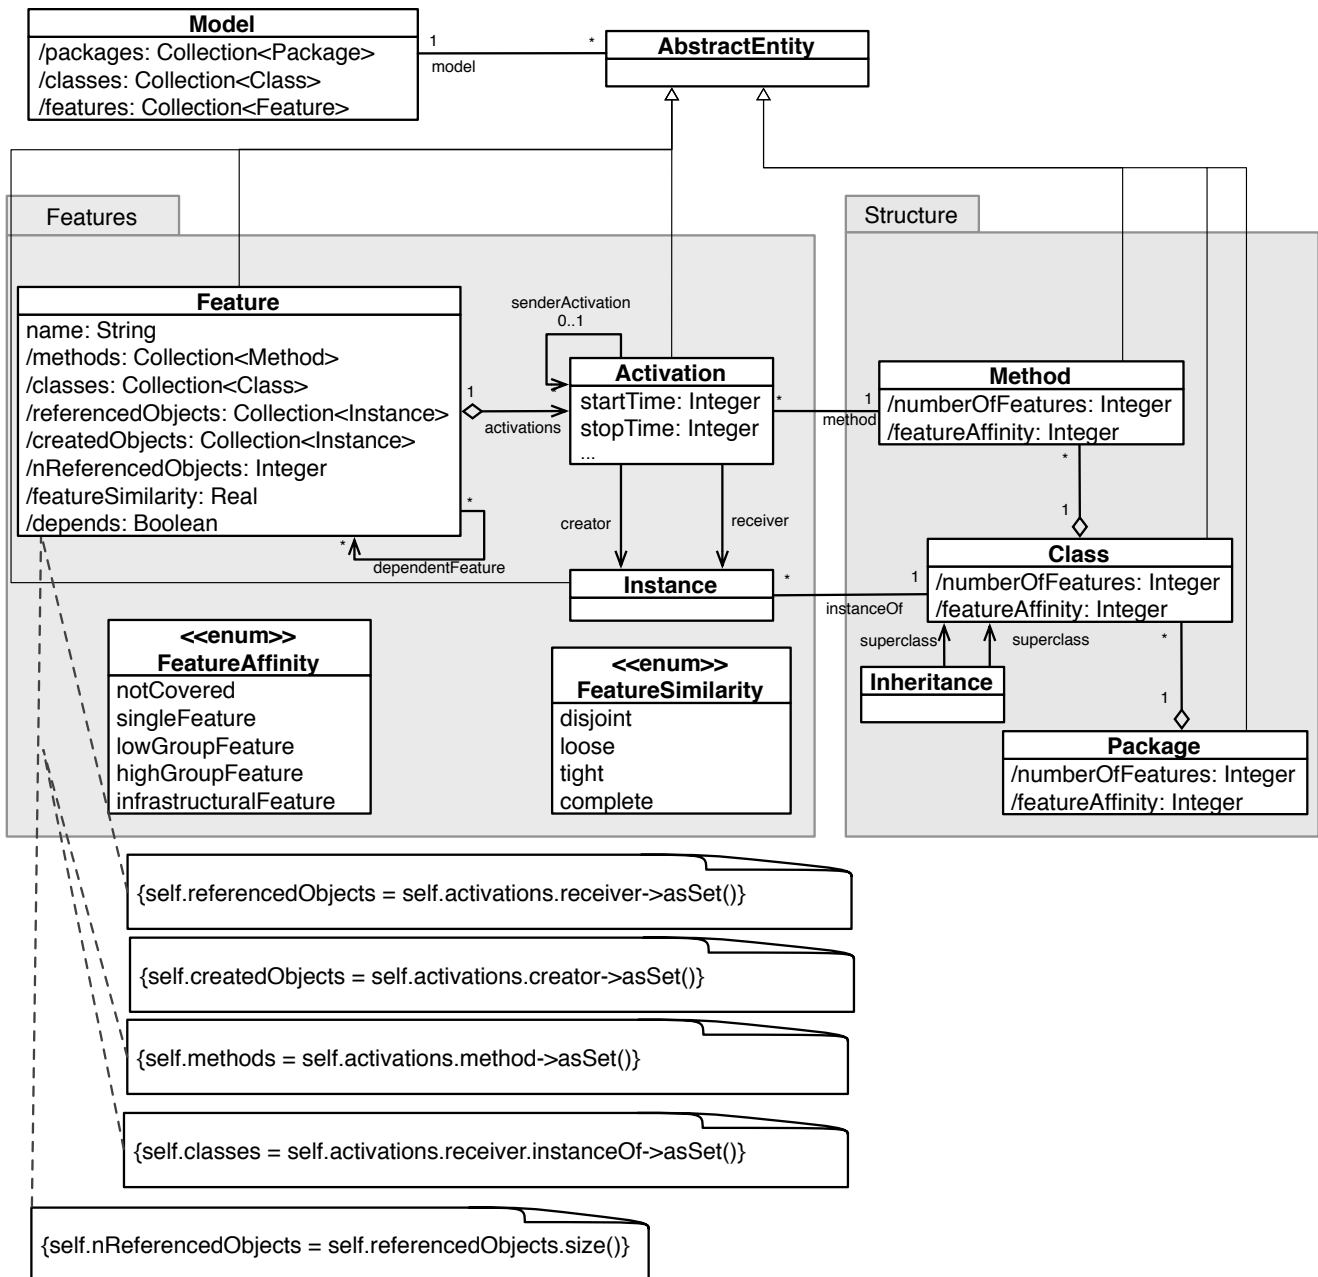 Model
/packages: Collection<Package>
/classes: Collection<Class>
/features: Collection<Feature>
1
model
*
AbstractEntity
Features
Structure
Feature
name: String
/methods: Collection<Method>
/classes: Collection<Class>
/referencedObjects: Collection<Instance>
/createdObjects: Collection<Instance>
/nReferencedObjects: Integer
/featureSimilarity: Real
/depends: Boolean
1
activations
*
*
dependentFeature
senderActivation
0..1
Activation
startTime: Integer
stopTime: Integer
...
*
1
method
creator
receiver
Instance
*
1
instanceOf
Method
/numberOfFeatures: Integer
/featureAffinity: Integer
*
1
Class
/numberOfFeatures: Integer
/featureAffinity: Integer
superclass
superclass
*
1
Inheritance
Package
/numberOfFeatures: Integer
/featureAffinity: Integer
<<enum>>
FeatureAffinity
notCovered
singleFeature
lowGroupFeature
highGroupFeature
infrastructuralFeature
<<enum>>
FeatureSimilarity
disjoint
loose
tight
complete
{self.referencedObjects = self.activations.receiver->asSet()}
{self.createdObjects = self.activations.creator->asSet()}
{self.methods = self.activations.method->asSet()}
{self.classes = self.activations.receiver.instanceOf->asSet()}
{self.nReferencedObjects = self.referencedObjects.size()}